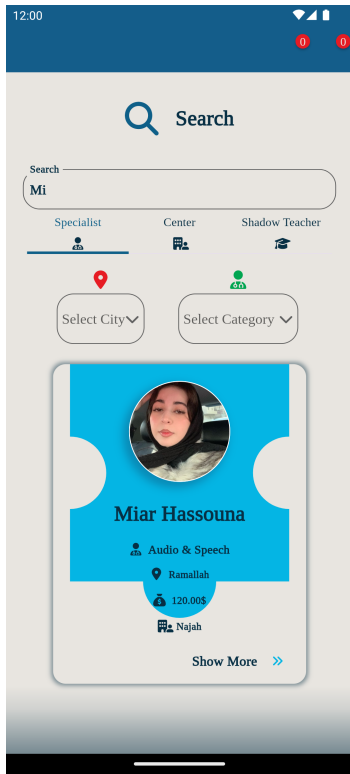 12:00
0 0
Search
Search
Mi
Specialist Center Shadow Teacher
Select City Select Category
Miar Hassouna
Audio & Speech
Ramallah
120.00$
Najah
Show More